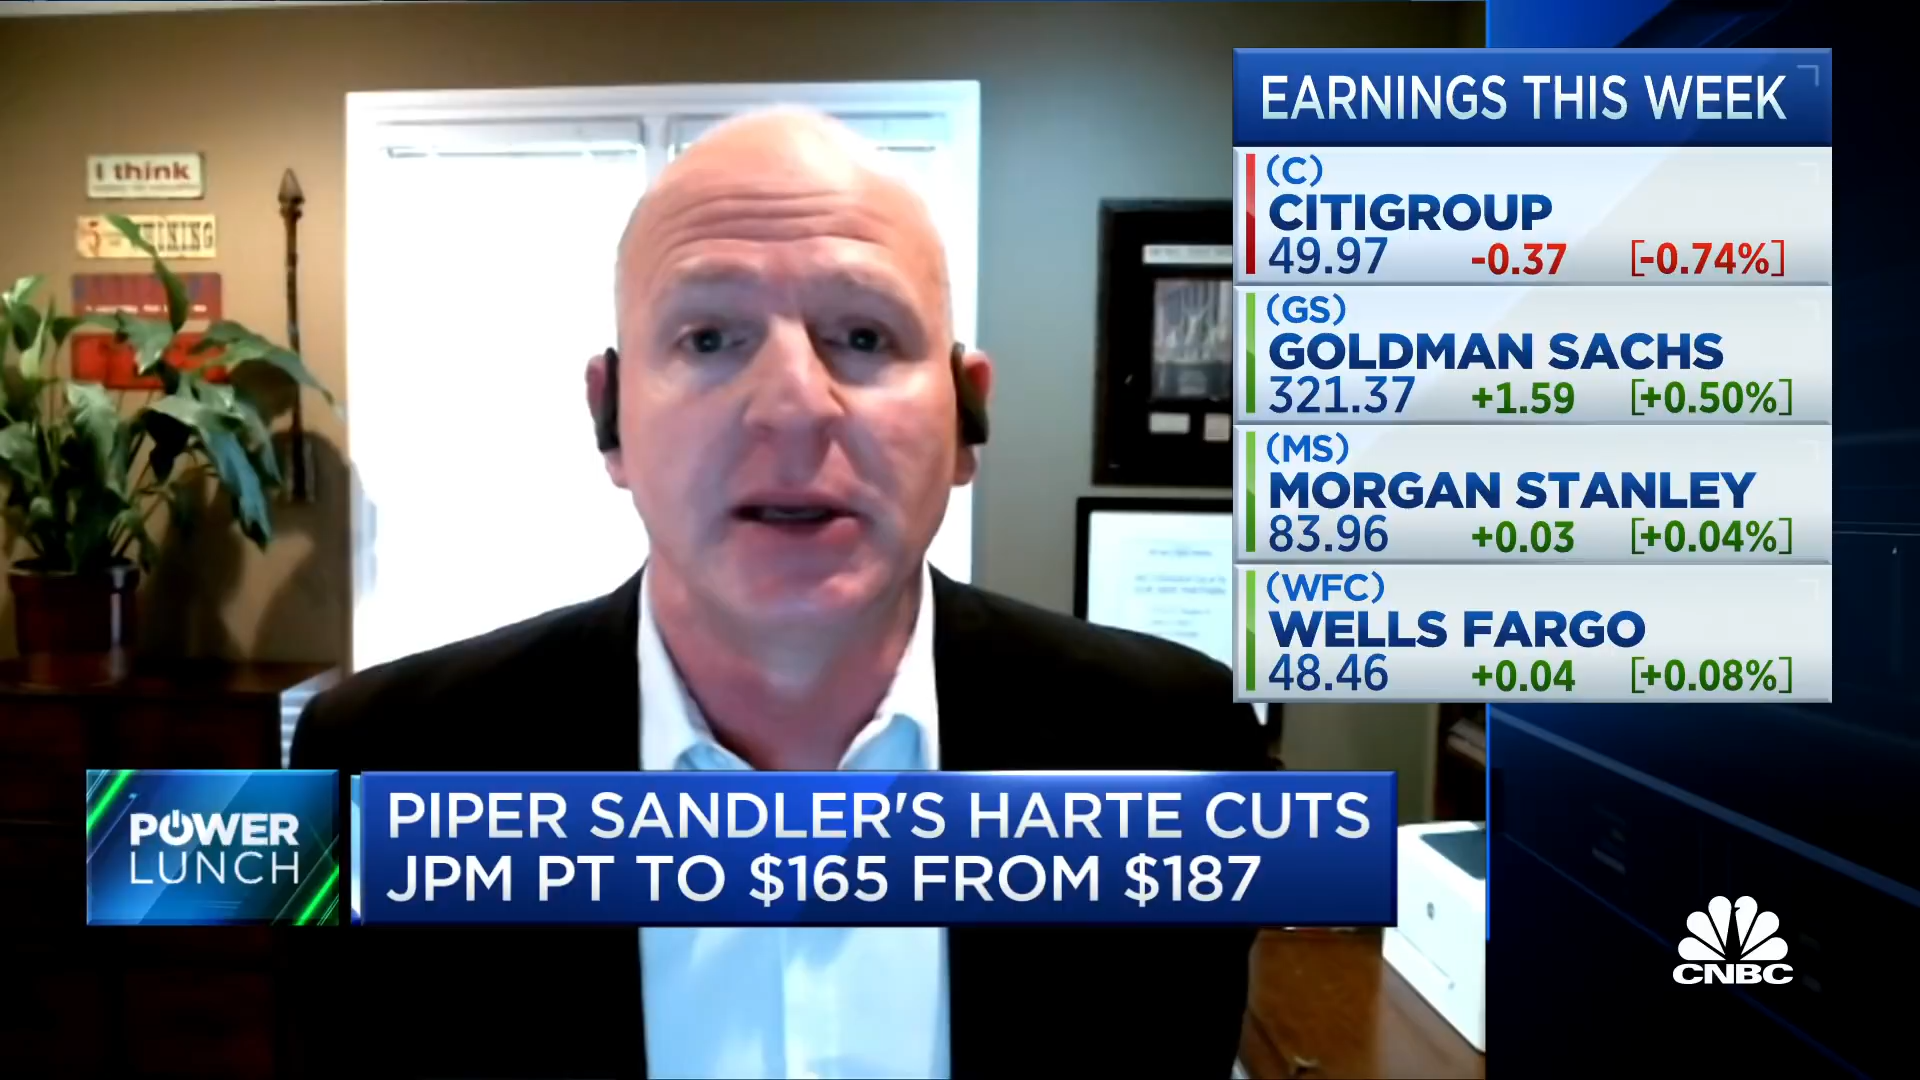 I think
5
WHINING
EARNINGS THIS WEEK
(C)
CITIGROUP
49.97 -0.37 [-0.74%]
(GS)
GOLDMAN SACHS
321.37 +1.59 [+0.50%]
(MS)
MORGAN STANLEY
83.96 +0.03 [+0.04%]
(WFC)
WELLS FARGO
48.46 +0.04 [+0.08%]
POWER
LUNCH
PIPER SANDLER'S HARTE CUTS
JPM PT TO $165 FROM $187
CNBC